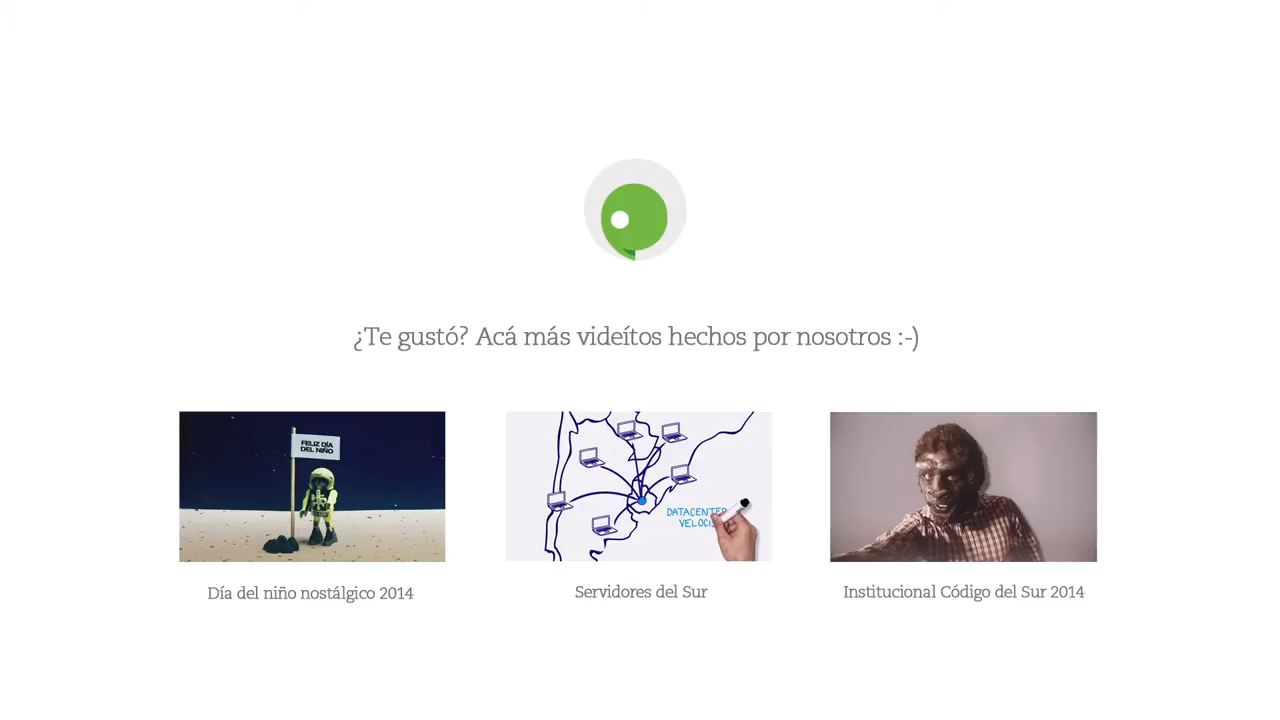 ¿Te gustó? Acá más videítos hechos por nosotros :-)
FELIZ DÍA
DEL NIÑO
DATACENTER
Día del niño nostálgico 2014
Servidores del Sur
Institucional Código del Sur 2014